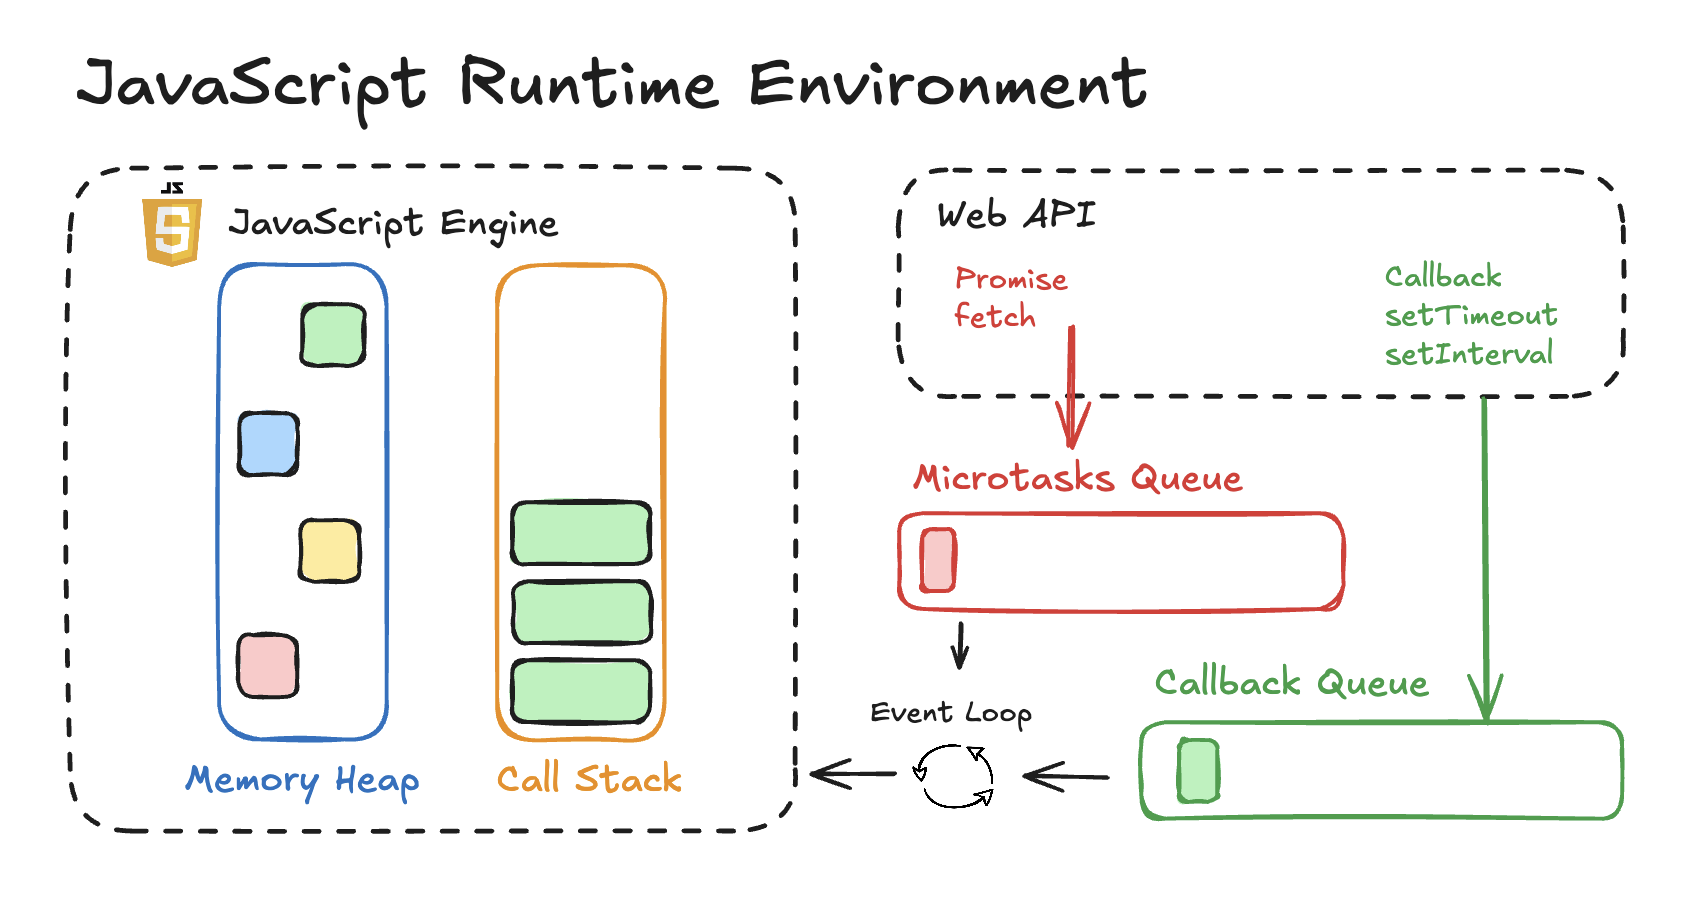 JavaScript Runtime Environment
JS
JavaScript Engine
Memory Heap
Call Stack
Web API
Promise
fetch
Callback
setTimeout
setInterval
Microtasks Queue
Event Loop
Callback Queue